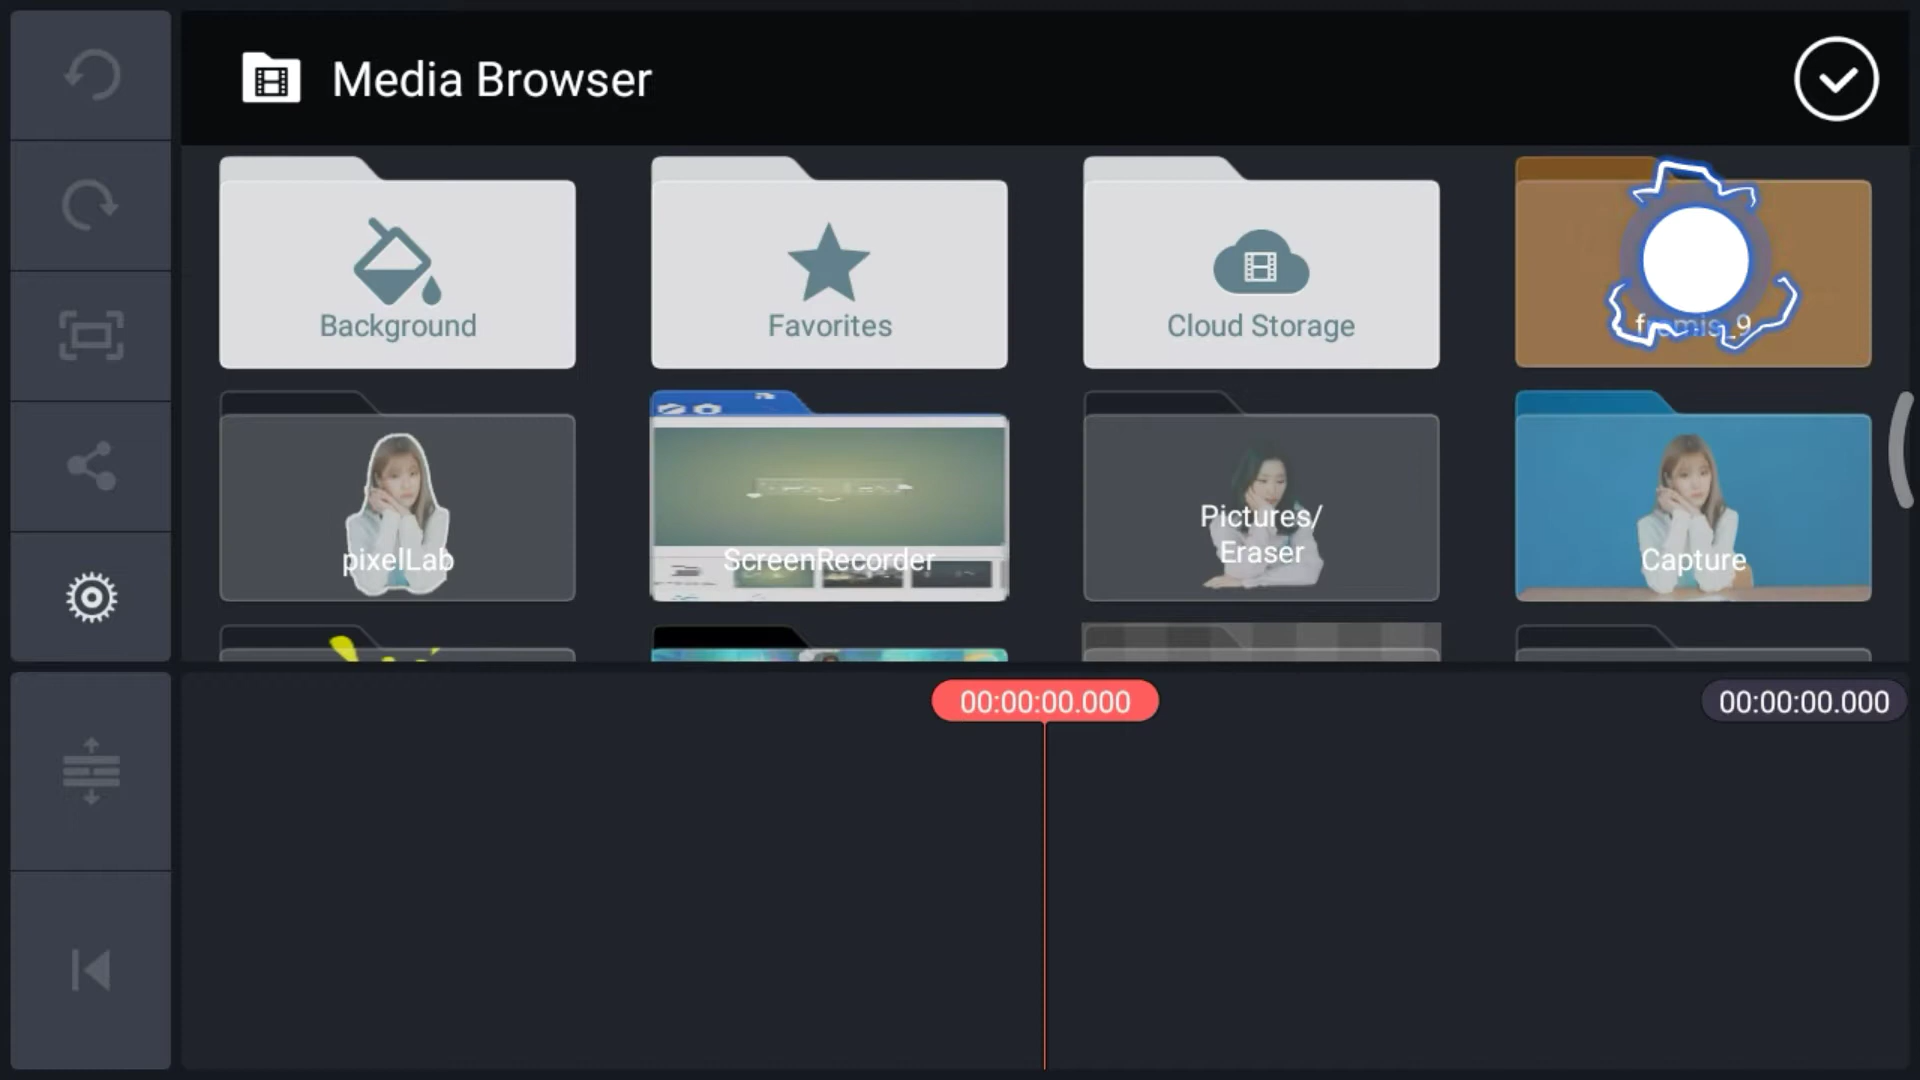 Media Browser
Background
Favorites
Cloud Storage
fromis_9
pixelLab
ScreenRecorder
Pictures/
Eraser
Capture
00:00:00.000
00:00:00.000